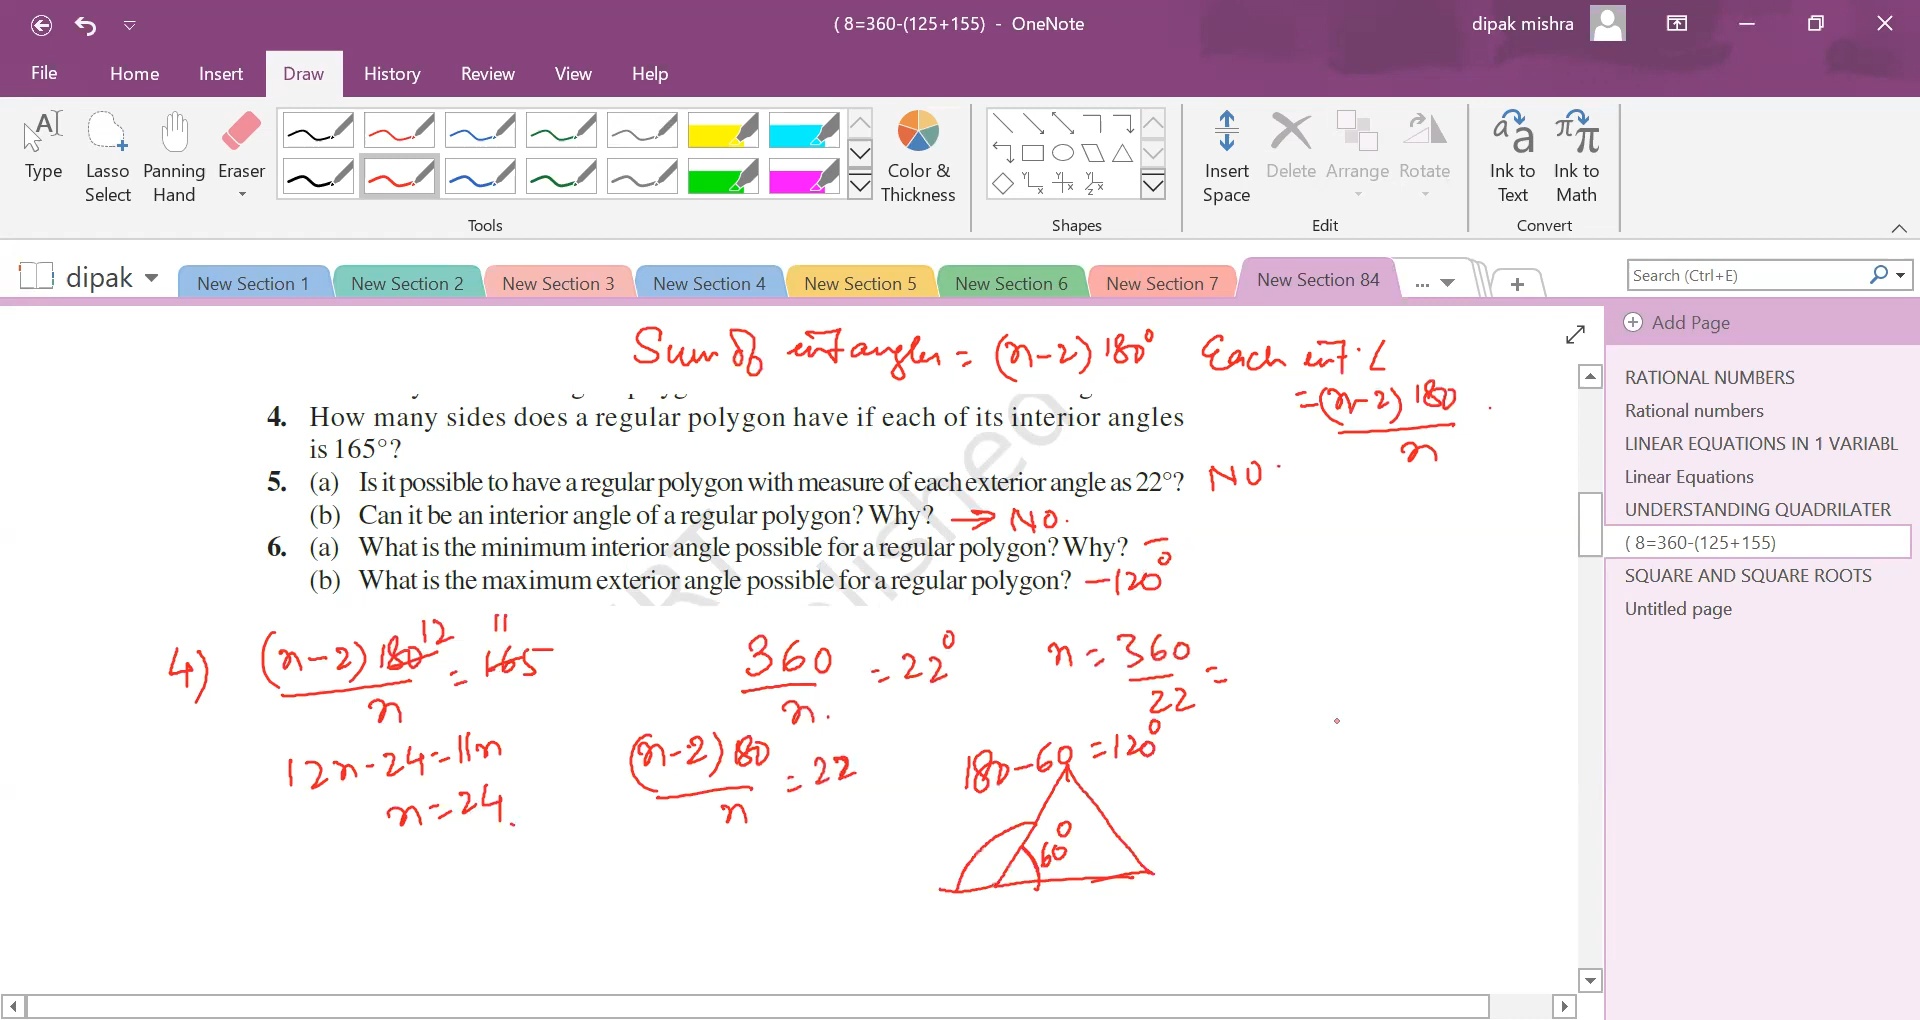 ( 8=360-(125+155) - OneNote
dipak mishra
File Home Insert Draw History Review View Help
Type
Lasso Select
Panning Hand
Eraser
Color & Thickness
Insert Space
Delete
Arrange
Rotate
Ink to Text
Ink to Math
Tools
Shapes
Edit
Convert
dipak
New Section 1 New Section 2 New Section 3 New Section 4 New Section 5 New Section 6 New Section 7 New Section 84 ...
Search (Ctrl+E)
Add Page
RATIONAL NUMBERS
Rational numbers
LINEAR EQUATIONS IN 1 VARIABL
Linear Equations
UNDERSTANDING QUADRILATER
( 8=360-(125+155)
SQUARE AND SQUARE ROOTS
Untitled page
Sum of int angles = (n-2) 180° Each int. ∠
= (n-2) 180 / n
4. How many sides does a regular polygon have if each of its interior angles
is 165°?
5. (a) Is it possible to have a regular polygon with measure of each exterior angle as 22°? NO.
(b) Can it be an interior angle of a regular polygon? Why? → NO.
6. (a) What is the minimum interior angle possible for a regular polygon? Why? –
(b) What is the maximum exterior angle possible for a regular polygon? – 120°
4) (n-2) 180 / n = 165
12 11
12n-24=11n
n=24.
360 / n. = 22°
(n-2) 180 / n = 22
n = 360 / 22 =
180-60=120°
60°